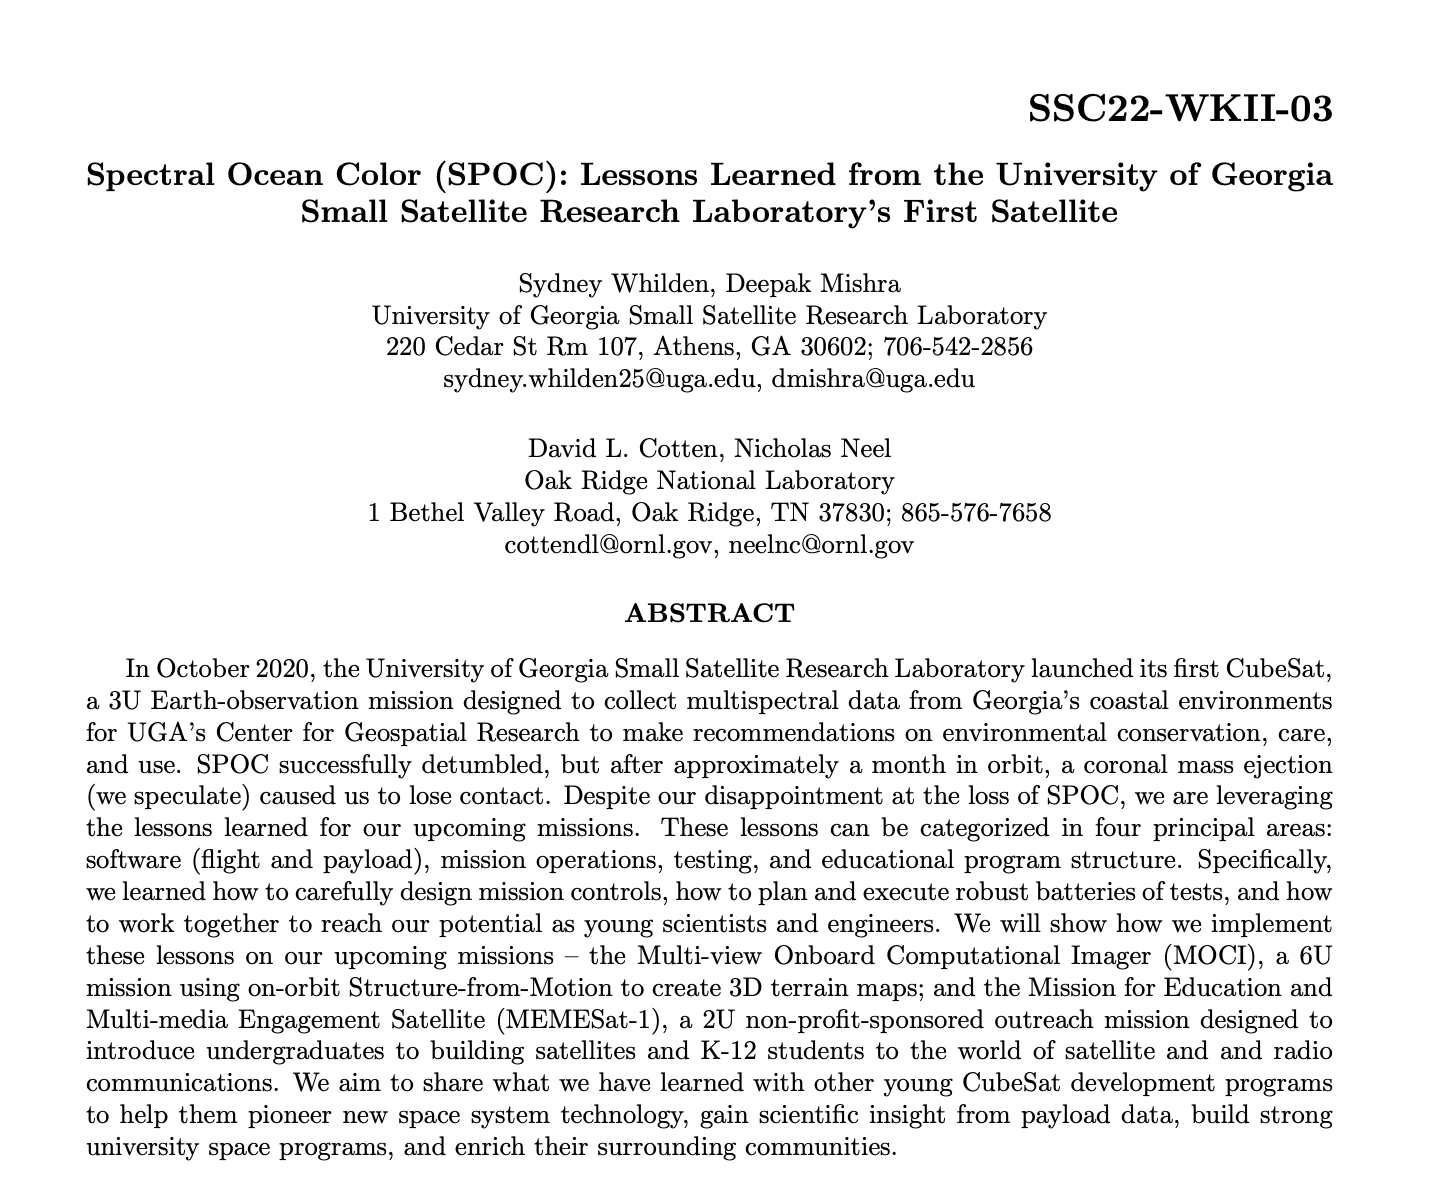 SSC22-WKII-03
Spectral Ocean Color (SPOC): Lessons Learned from the University of Georgia
Small Satellite Research Laboratory's First Satellite
Sydney Whilden, Deepak Mishra
University of Georgia Small Satellite Research Laboratory
220 Cedar St Rm 107, Athens, GA 30602; 706-542-2856
sydney.whilden25@uga.edu, dmishra@uga.edu
David L. Cotten, Nicholas Neel
Oak Ridge National Laboratory
1 Bethel Valley Road, Oak Ridge, TN 37830; 865-576-7658
cottendl@ornl.gov, neelnc@ornl.gov
ABSTRACT
In October 2020, the University of Georgia Small Satellite Research Laboratory launched its first CubeSat,
a 3U Earth-observation mission designed to collect multispectral data from Georgia's coastal environments
for UGA's Center for Geospatial Research to make recommendations on environmental conservation, care,
and use. SPOC successfully detumbled, but after approximately a month in orbit, a coronal mass ejection
(we speculate) caused us to lose contact. Despite our disappointment at the loss of SPOC, we are leveraging
the lessons learned for our upcoming missions. These lessons can be categorized in four principal areas:
software (flight and payload), mission operations, testing, and educational program structure. Specifically,
we learned how to carefully design mission controls, how to plan and execute robust batteries of tests, and how
to work together to reach our potential as young scientists and engineers. We will show how we implement
these lessons on our upcoming missions – the Multi-view Onboard Computational Imager (MOCI), a 6U
mission using on-orbit Structure-from-Motion to create 3D terrain maps; and the Mission for Education and
Multi-media Engagement Satellite (MEMESat-1), a 2U non-profit-sponsored outreach mission designed to
introduce undergraduates to building satellites and K-12 students to the world of satellite and and radio
communications. We aim to share what we have learned with other young CubeSat development programs
to help them pioneer new space system technology, gain scientific insight from payload data, build strong
university space programs, and enrich their surrounding communities.